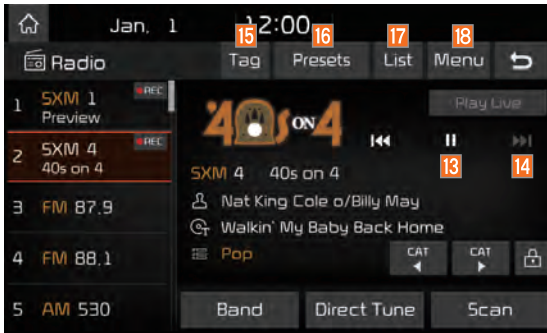 Jan. 1 12:00
15 16 17 18
Radio Tag Presets List Menu
1 SXM 1 REC
Preview
2 SXM 4 REC
40s on 4
3 FM 87.9
4 FM 88.1
5 AM 530
'40s ON 4
Play Live
13 14
SXM 4 40s on 4
Nat King Cole o/Billy May
Walkin' My Baby Back Home
Pop
CAT CAT
Band Direct Tune Scan